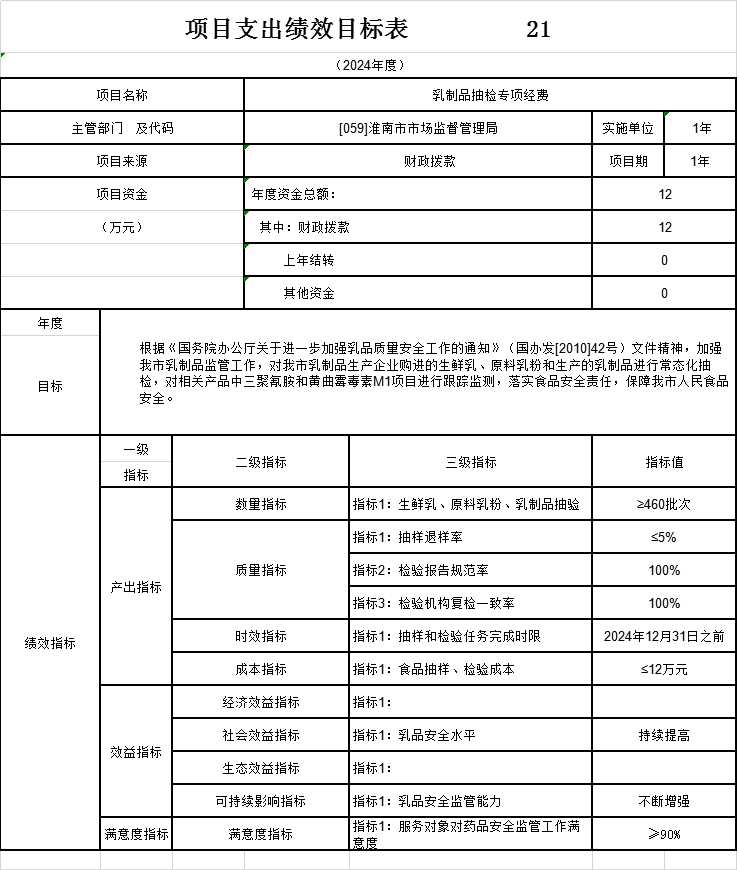 项目支出绩效目标表 21
（2024年度）
项目名称 乳制品抽检专项经费
主管部门 及代码 [059]淮南市市场监督管理局 实施单位 1年
项目来源 财政拨款 项目期 1年
项目资金 年度资金总额： 12
（万元） 其中：财政拨款 12
上年结转 0
其他资金 0
年度
目标
根据《国务院办公厅关于进一步加强乳品质量安全工作的通知》（国办发[2010]42号）文件精神，加强
我市乳制品监管工作，对我市乳制品生产企业购进的生鲜乳、原料乳粉和生产的乳制品进行常态化抽
检，对相关产品中三聚氰胺和黄曲霉毒素M1项目进行跟踪监测，落实食品安全责任，保障我市人民食品
安全。
绩效指标
一级
指标
二级指标 三级指标 指标值
产出指标
数量指标 指标1：生鲜乳、原料乳粉、乳制品抽验 ≥460批次
质量指标
指标1：抽样退样率 ≤5%
指标2：检验报告规范率 100%
指标3：检验机构复检一致率 100%
时效指标 指标1：抽样和检验任务完成时限 2024年12月31日之前
成本指标 指标1：食品抽样、检验成本 ≤12万元
效益指标
经济效益指标 指标1：
社会效益指标 指标1：乳品安全水平 持续提高
生态效益指标 指标1：
可持续影响指标 指标1：乳品安全监管能力 不断增强
满意度指标 满意度指标 指标1：服务对象对药品安全监管工作满
意度
≥90%